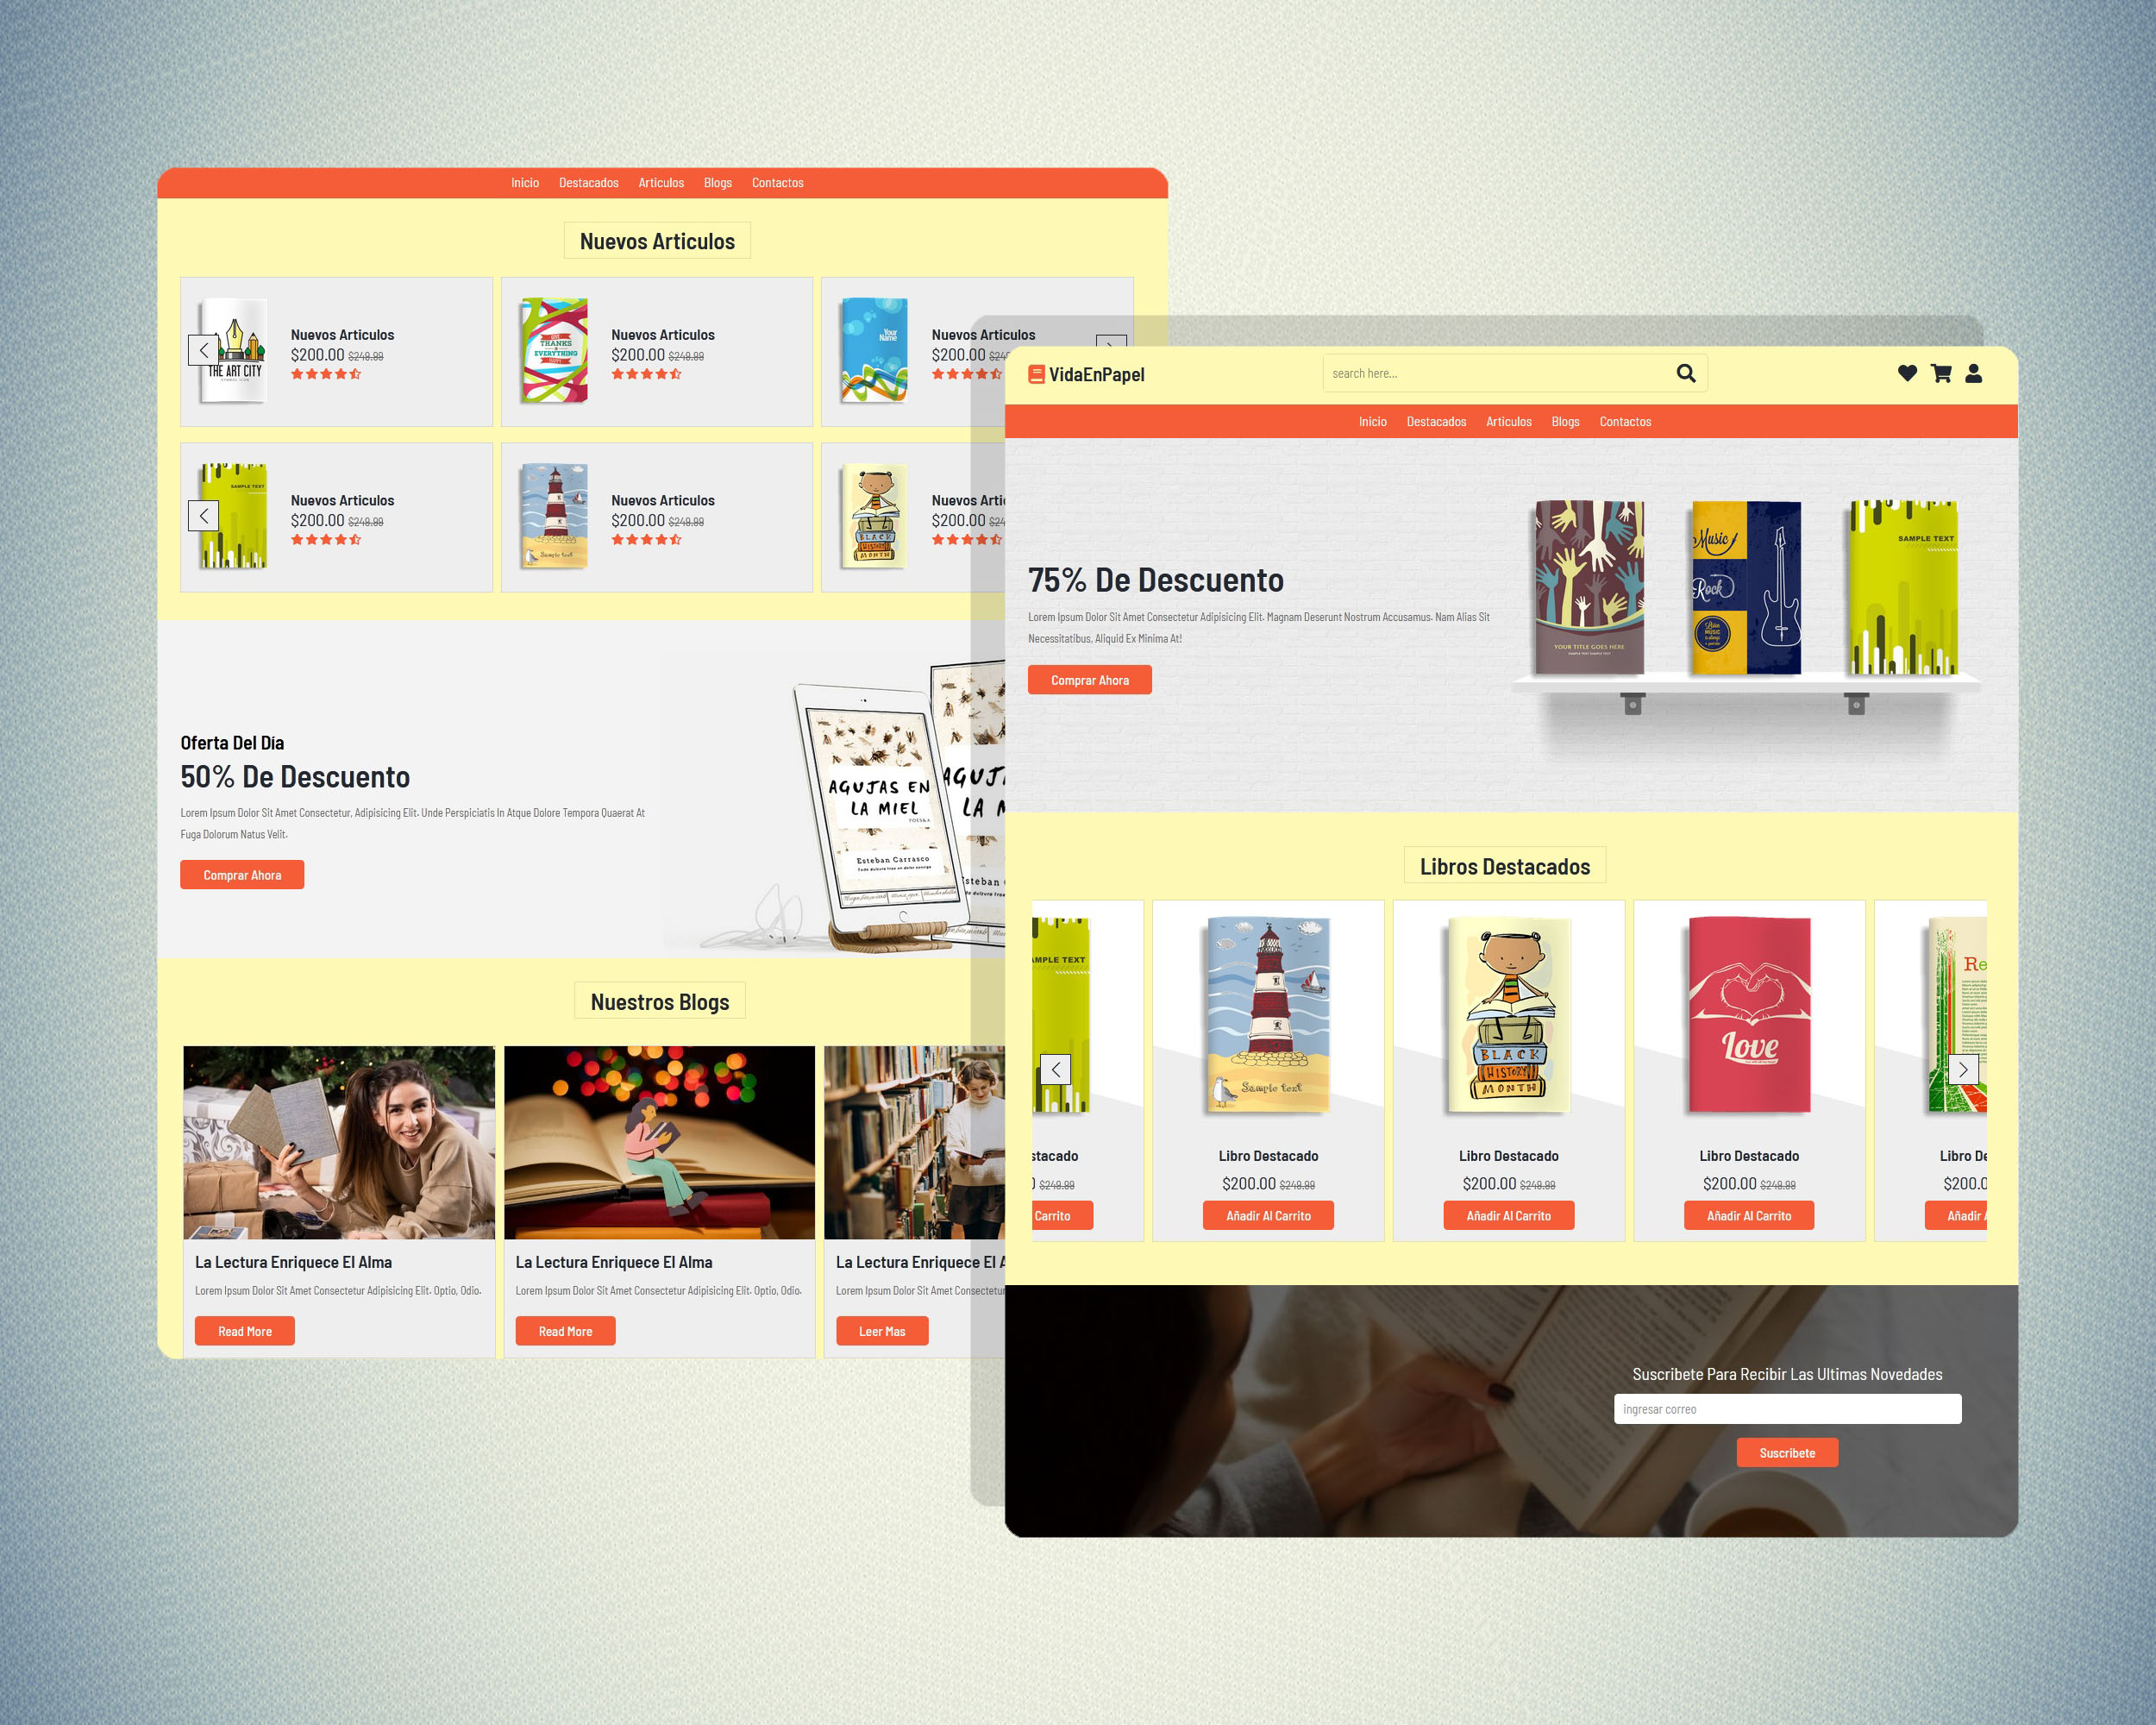 Inicio Destacados Articulos Blogs Contactos
Nuevos Articulos
THE ART CITY
Nuevos Articulos
$200.00 $249.99
THANKS
EVERYTHING
Nuevos Articulos
$200.00 $249.99
Your
Name
Nuevos Articulos
$200.00 $24
SAMPLE TEXT
Nuevos Articulos
$200.00 $249.99
Sample text
Nuevos Articulos
$200.00 $249.99
BLACK
HISTORY
MONTH
Nuevos Arti
$200.00 $24
Oferta Del Día
50% De Descuento
Lorem Ipsum Dolor Sit Amet Consectetur, Adipisicing Elit. Unde Perspiciatis In Atque Dolore Tempora Quaerat At
Fuga Dolorum Natus Velit.
Comprar Ahora
AGUJAS EN
LA MIEL
POESÍA
Esteban Carrasco
Nuestros Blogs
La Lectura Enriquece El Alma
Lorem Ipsum Dolor Sit Amet Consectetur Adipisicing Elit. Optio, Odio.
Read More
La Lectura Enriquece El Alma
Lorem Ipsum Dolor Sit Amet Consectetur Adipisicing Elit. Optio, Odio.
Read More
La Lectura Enriquece El A
Lorem Ipsum Dolor Sit Amet Consectetur
Leer Mas
VidaEnPapel
search here...
Inicio Destacados Articulos Blogs Contactos
75% De Descuento
Lorem Ipsum Dolor Sit Amet Consectetur Adipisicing Elit. Magnam Deserunt Nostrum Accusamus. Nam Alias Sit
Necessitatibus, Aliquid Ex Minima At!
Comprar Ahora
YOUR TITLE GOES HERE
SAMPLE TEXT SAMPLE TEXT
Music
Rock
SAMPLE TEXT
Libros Destacados
AMPLE TEXT
stacado
$249.99
Carrito
Sample text
Libro Destacado
$200.00 $249.99
Añadir Al Carrito
BLACK
HISTORY
MONTH
Libro Destacado
$200.00 $249.99
Añadir Al Carrito
Love
Libro Destacado
$200.00 $249.99
Añadir Al Carrito
Re
Libro De
$200.0
Añadir
Suscribete Para Recibir Las Ultimas Novedades
ingresar correo
Suscribete